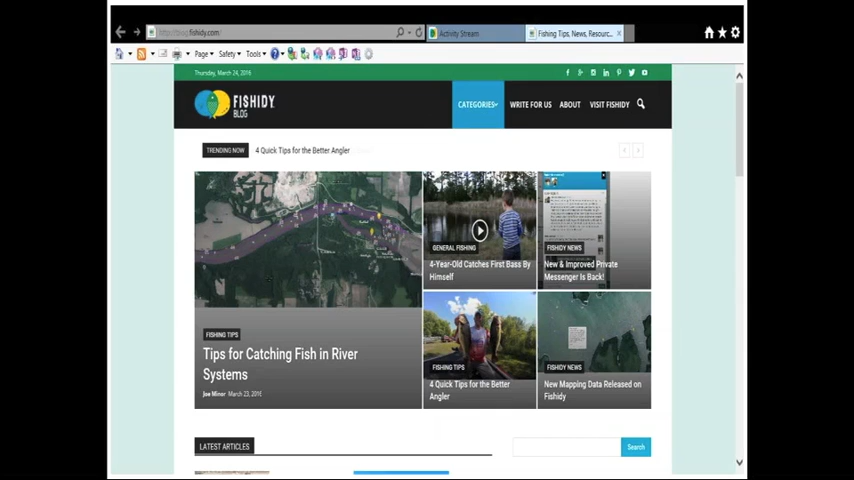 http://blog.fishidy.com/
Activity Stream
Fishing Tips, News, Resourc...
Page
Safety
Tools
Thursday, March 24, 2016
FISHIDY
BLOG
CATEGORIES
WRITE FOR US
ABOUT
VISIT FISHIDY
TRENDING NOW
4 Quick Tips for the Better Angler
GENERAL FISHING
4-Year-Old Catches First Bass By
Himself
FISHIDY NEWS
New & Improved Private
Messenger Is Back!
FISHING TIPS
Tips for Catching Fish in River
Systems
Joe Minor March 23, 2016
FISHING TIPS
4 Quick Tips for the Better
Angler
FISHIDY NEWS
New Mapping Data Released on
Fishidy
LATEST ARTICLES
Search